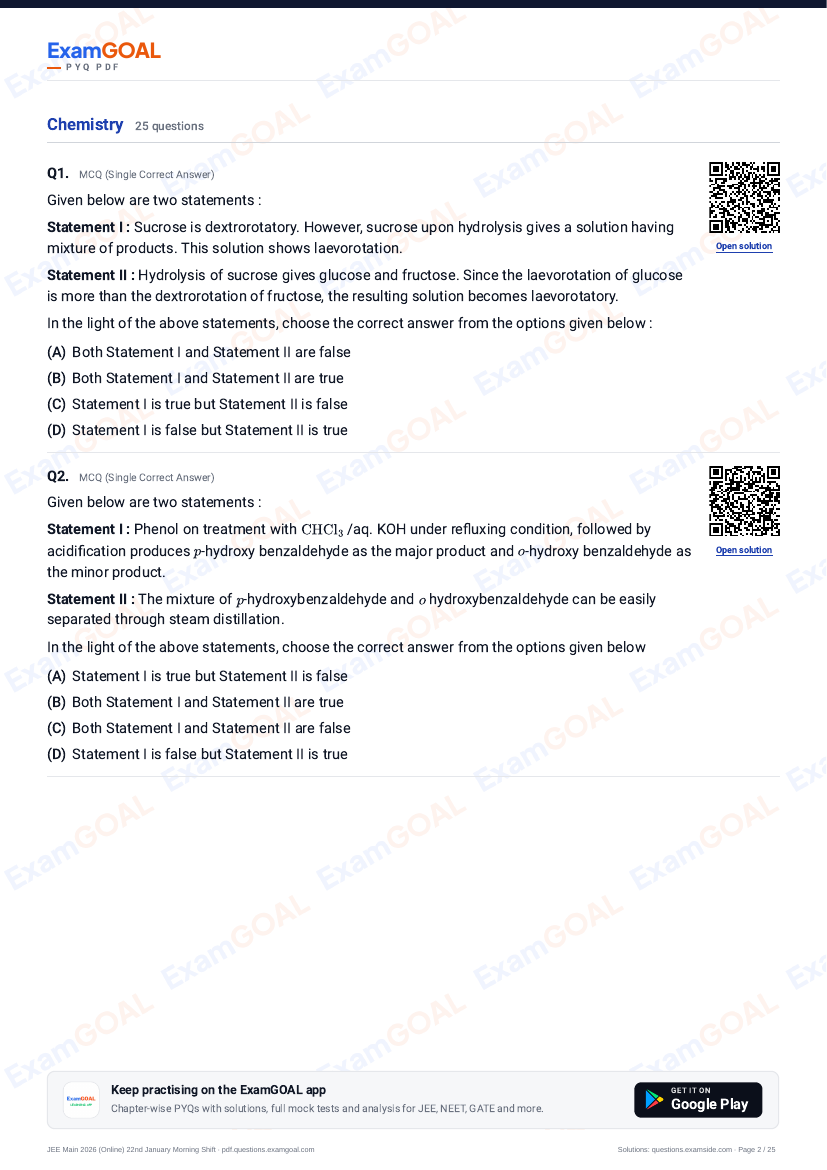 ExamGOAL
PYQ PDF
Chemistry 25 questions
Q1. MCQ (Single Correct Answer)
Given below are two statements :
Statement I : Sucrose is dextrorotatory. However, sucrose upon hydrolysis gives a solution having
mixture of products. This solution shows laevorotation.
Open solution
Statement II : Hydrolysis of sucrose gives glucose and fructose. Since the laevorotation of glucose
is more than the dextrorotation of fructose, the resulting solution becomes laevorotatory.
In the light of the above statements, choose the correct answer from the options given below :
(A) Both Statement I and Statement II are false
(B) Both Statement I and Statement II are true
(C) Statement I is true but Statement II is false
(D) Statement I is false but Statement II is true
Q2. MCQ (Single Correct Answer)
Given below are two statements :
Statement I : Phenol on treatment with CHCl₃ /aq. KOH under refluxing condition, followed by
acidification produces p-hydroxy benzaldehyde as the major product and o-hydroxy benzaldehyde as
the minor product.
Open solution
Statement II : The mixture of p-hydroxybenzaldehyde and o hydroxybenzaldehyde can be easily
separated through steam distillation.
In the light of the above statements, choose the correct answer from the options given below
(A) Statement I is true but Statement II is false
(B) Both Statement I and Statement II are true
(C) Both Statement I and Statement II are false
(D) Statement I is false but Statement II is true
ExamGOAL
Keep practising on the ExamGOAL app
Chapter-wise PYQs with solutions, full mock tests and analysis for JEE, NEET, GATE and more.
GET IT ON
Google Play
JEE Main 2026 (Online) 22nd January Morning Shift · pdf.questions.examgoal.com
Solutions: questions.examside.com · Page 2 / 25